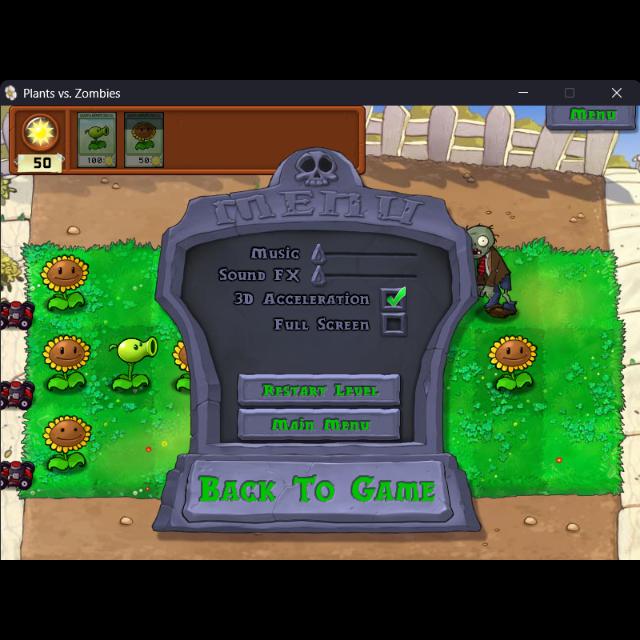 Plants vs. Zombies
Menu
50
100
50
MENU
Music
Sound FX
3D Acceleration
Full Screen
Restart Level
Main Menu
Back To Game